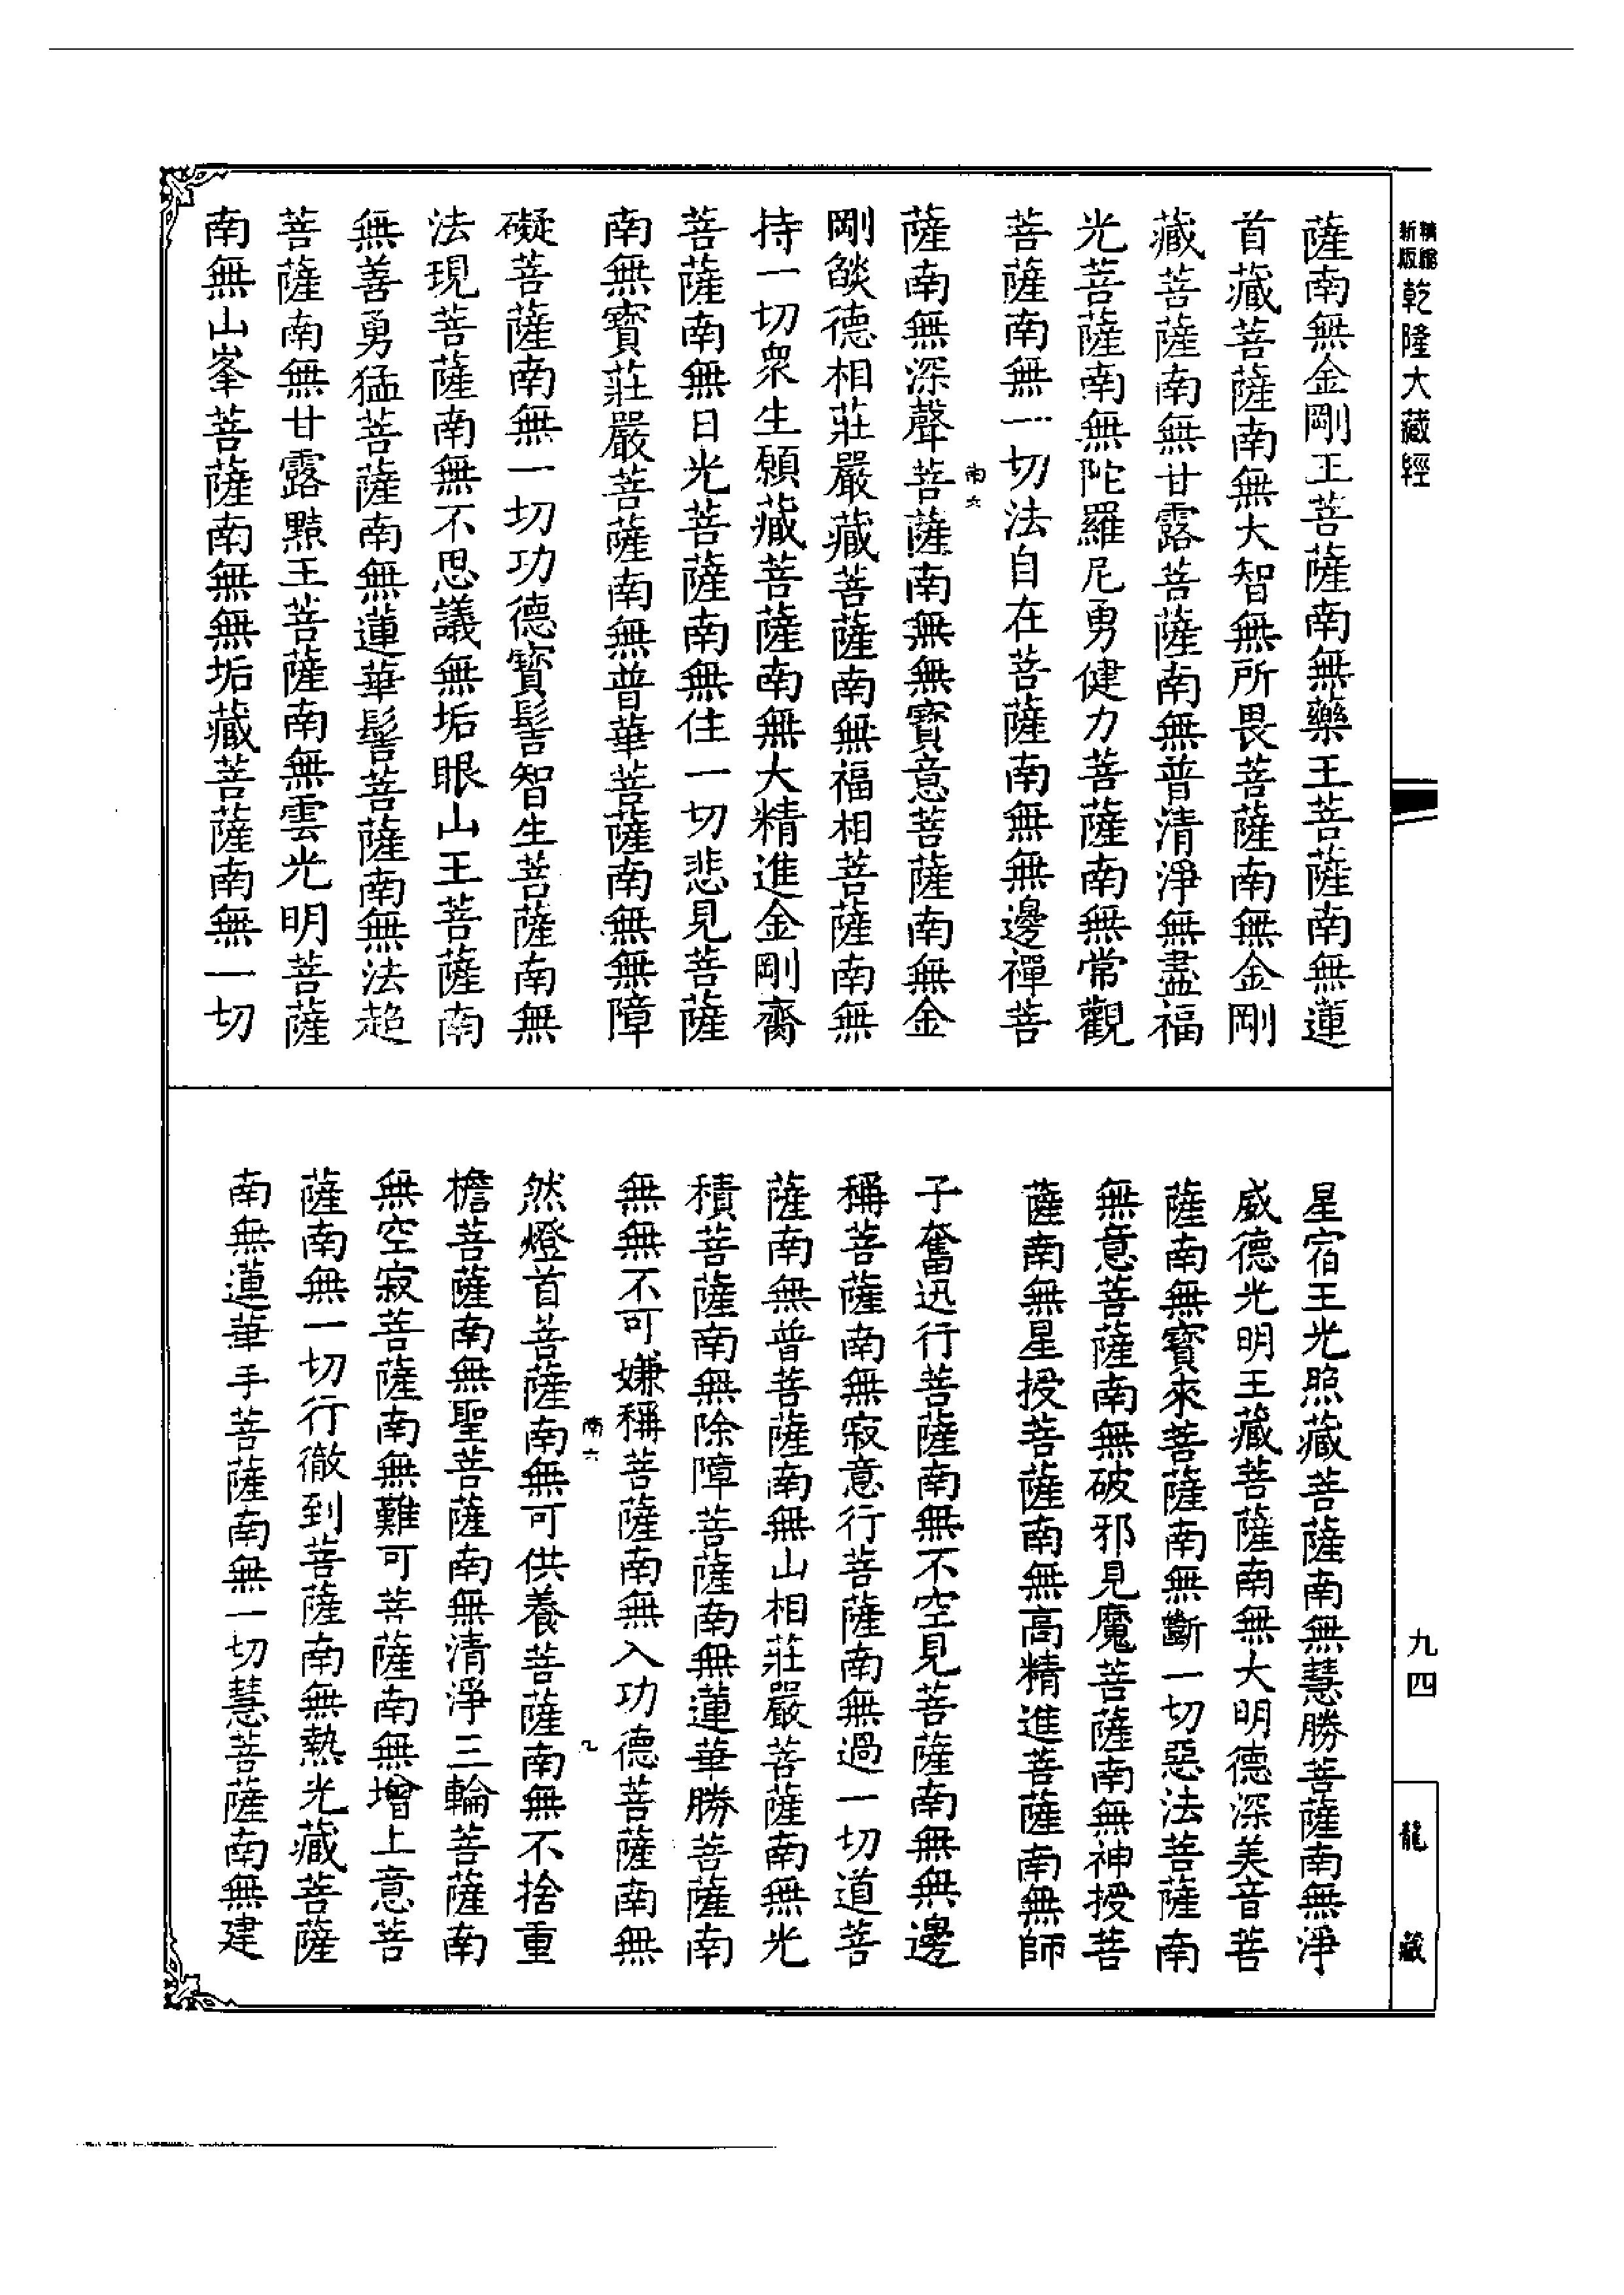 精縮新版乾隆大藏經
九四
龍藏
薩南無金剛王菩薩南無藥王菩薩南無蓮
首藏菩薩南無大智無所畏菩薩南無金剛
藏菩薩南無甘露菩薩南無普清淨無盡福
光菩薩南無陀羅尼勇健力菩薩南無常觀
菩薩南無一切法自在菩薩南無無邊禪菩
南六
薩南無深聲菩薩南無無寶意菩薩南無金
剛燄德相莊嚴藏菩薩南無福相菩薩南無
持一切衆生願藏菩薩南無大精進金剛齎
菩薩南無日光菩薩南無住一切悲見菩薩
南無寶莊嚴菩薩南無普華菩薩南無無障
礙菩薩南無一切功德寶髻智生菩薩南無
法現菩薩南無不思議無垢眼山王菩薩南
無善勇猛菩薩南無蓮華髻菩薩南無法超
菩薩南無甘露㸃王菩薩南無雲光明菩薩
南無山峯菩薩南無無垢藏菩薩南無一切
星宿王光照藏菩薩南無慧勝菩薩南無淨
威德光明王藏菩薩南無大明德深美音菩
薩南無寶來菩薩南無斷一切惡法菩薩南
無意菩薩南無破邪見魔菩薩南無神授菩
薩南無星授菩薩南無高精進菩薩南無師
子奮迅行菩薩南無不空見菩薩南無無邊
稱菩薩南無寂意行菩薩南無過一切道菩
薩南無普菩薩南無山相莊嚴菩薩南無光
積菩薩南無除障菩薩南無蓮華勝菩薩南
無無不可嫌稱菩薩南無入功德菩薩南無
南六
九
然燈首菩薩南無可供養菩薩南無不捨重
檐菩薩南無聖菩薩南無清淨三輪菩薩南
無空寂菩薩南無難可菩薩南無增上意菩
薩南無一切行徹到菩薩南無熱光藏菩薩
南無蓮華手菩薩南無一切慧菩薩南無建